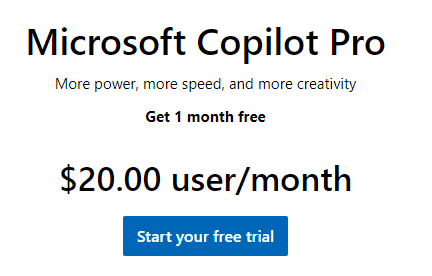 Microsoft Copilot Pro
More power, more speed, and more creativity
Get 1 month free
$20.00 user/month
Start your free trial